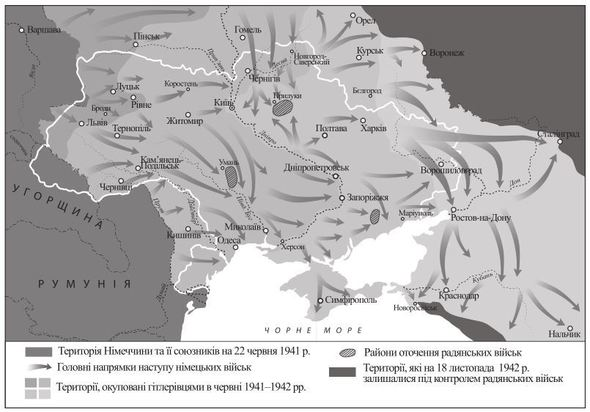 Варшава
Пінськ
Гомель
Орел
Курськ
Воронеж
Новгород-
Сіверський
Чернігів
Луцьк
Коростень
Рівне
Броди
Львів
Київ
Прилуки
Бєлгород
Житомир
Тернопіль
Полтава
Харків
Сталінград
Кам'янець-
Подільськ
Умань
Дніпропетровськ
Ворошиловград
Дон
Чернівці
Запоріжжя
Маріуполь
Ростов-на-Дону
УГОРЩИНА
Кишинів
Миколаїв
Одеса
Херсон
РУМУНІЯ
Кубань
Краснодар
Сімферополь
Новоросійськ
ЧОРНЕ МОРЕ
Нальчик
Територія Німеччини та її союзників на 22 червня 1941 р.
Головні напрямки наступу німецьких військ
Території, окуповані гітлерівцями в червні 1941–1942 рр.
Райони оточення радянських військ
Території, які на 18 листопада 1942 р.
залишалися під контролем радянських військ